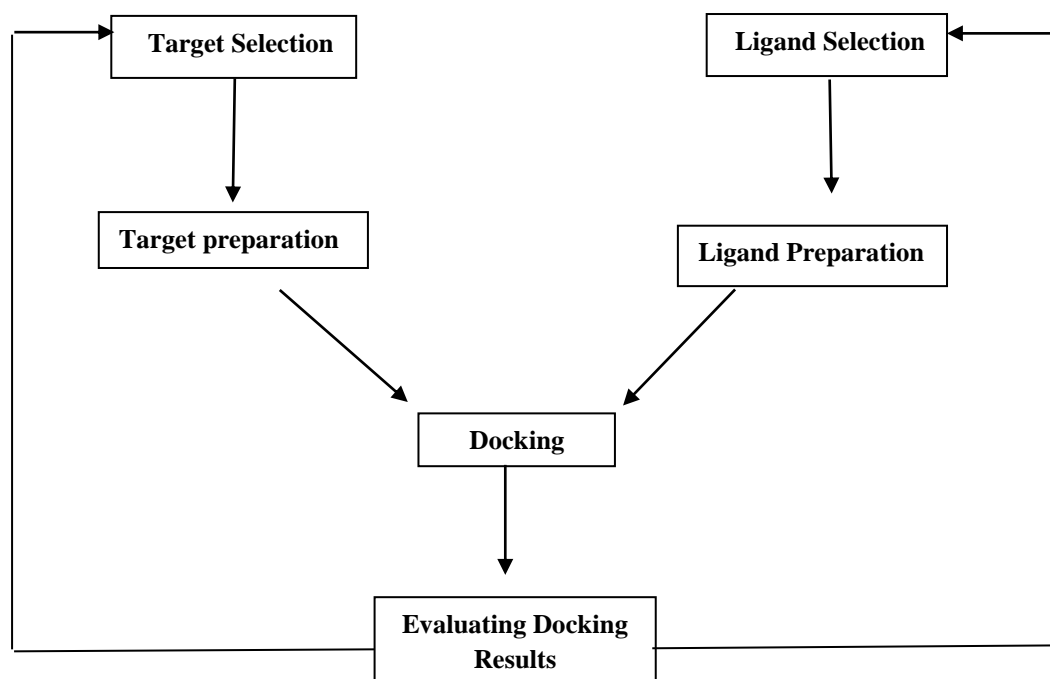 Target Selection
Ligand Selection
Target preparation
Ligand Preparation
Docking
Evaluating Docking
Results